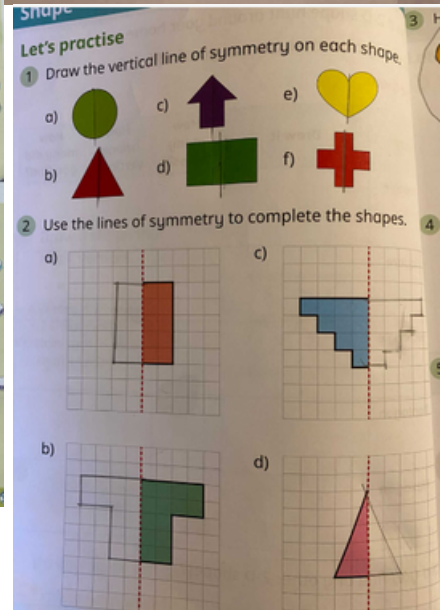 Shape
3
Let's practise
1 Draw the vertical line of symmetry on each shape.
a)
c)
e)
b)
d)
f)
2 Use the lines of symmetry to complete the shapes.
4
a)
c)
b)
d)